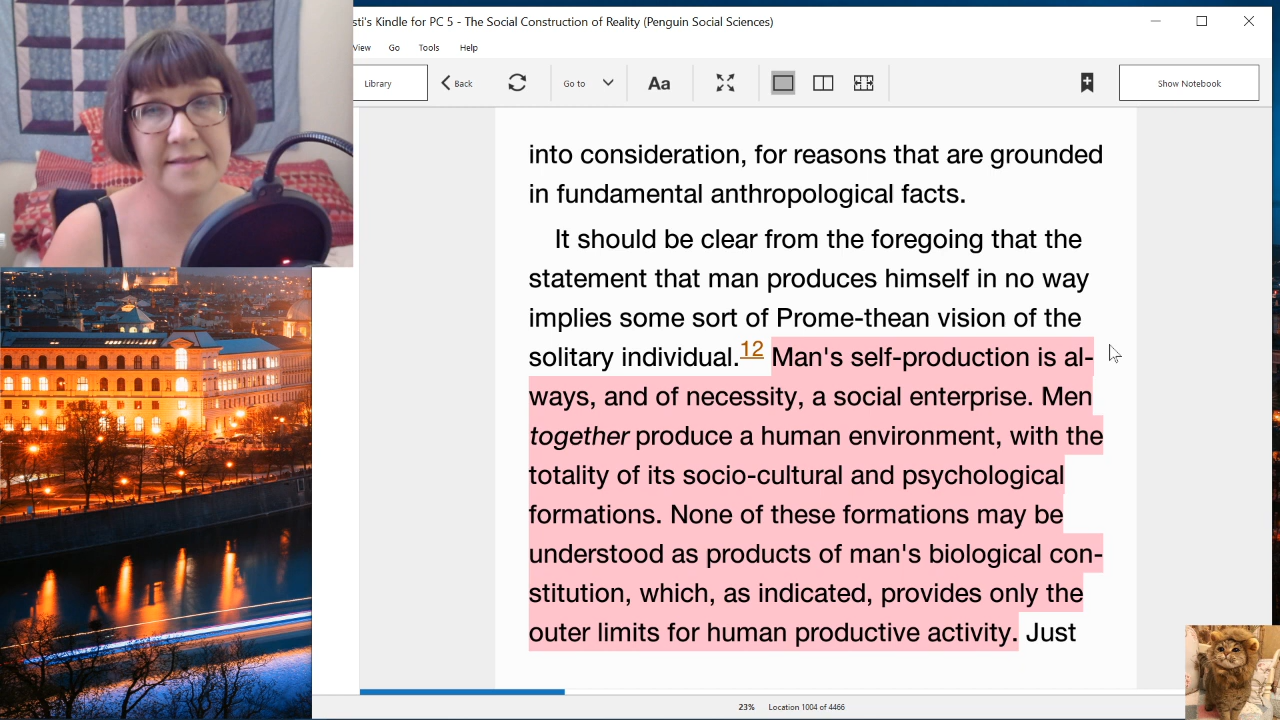 sti's Kindle for PC 5 - The Social Construction of Reality (Penguin Social Sciences)
View Go Tools Help
Library Back Go to Aa Show Notebook
into consideration, for reasons that are grounded
in fundamental anthropological facts.
It should be clear from the foregoing that the
statement that man produces himself in no way
implies some sort of Prome-thean vision of the
solitary individual.12 Man's self-production is al-
ways, and of necessity, a social enterprise. Men
together produce a human environment, with the
totality of its socio-cultural and psychological
formations. None of these formations may be
understood as products of man's biological con-
stitution, which, as indicated, provides only the
outer limits for human productive activity. Just
23% Location 1004 of 4466